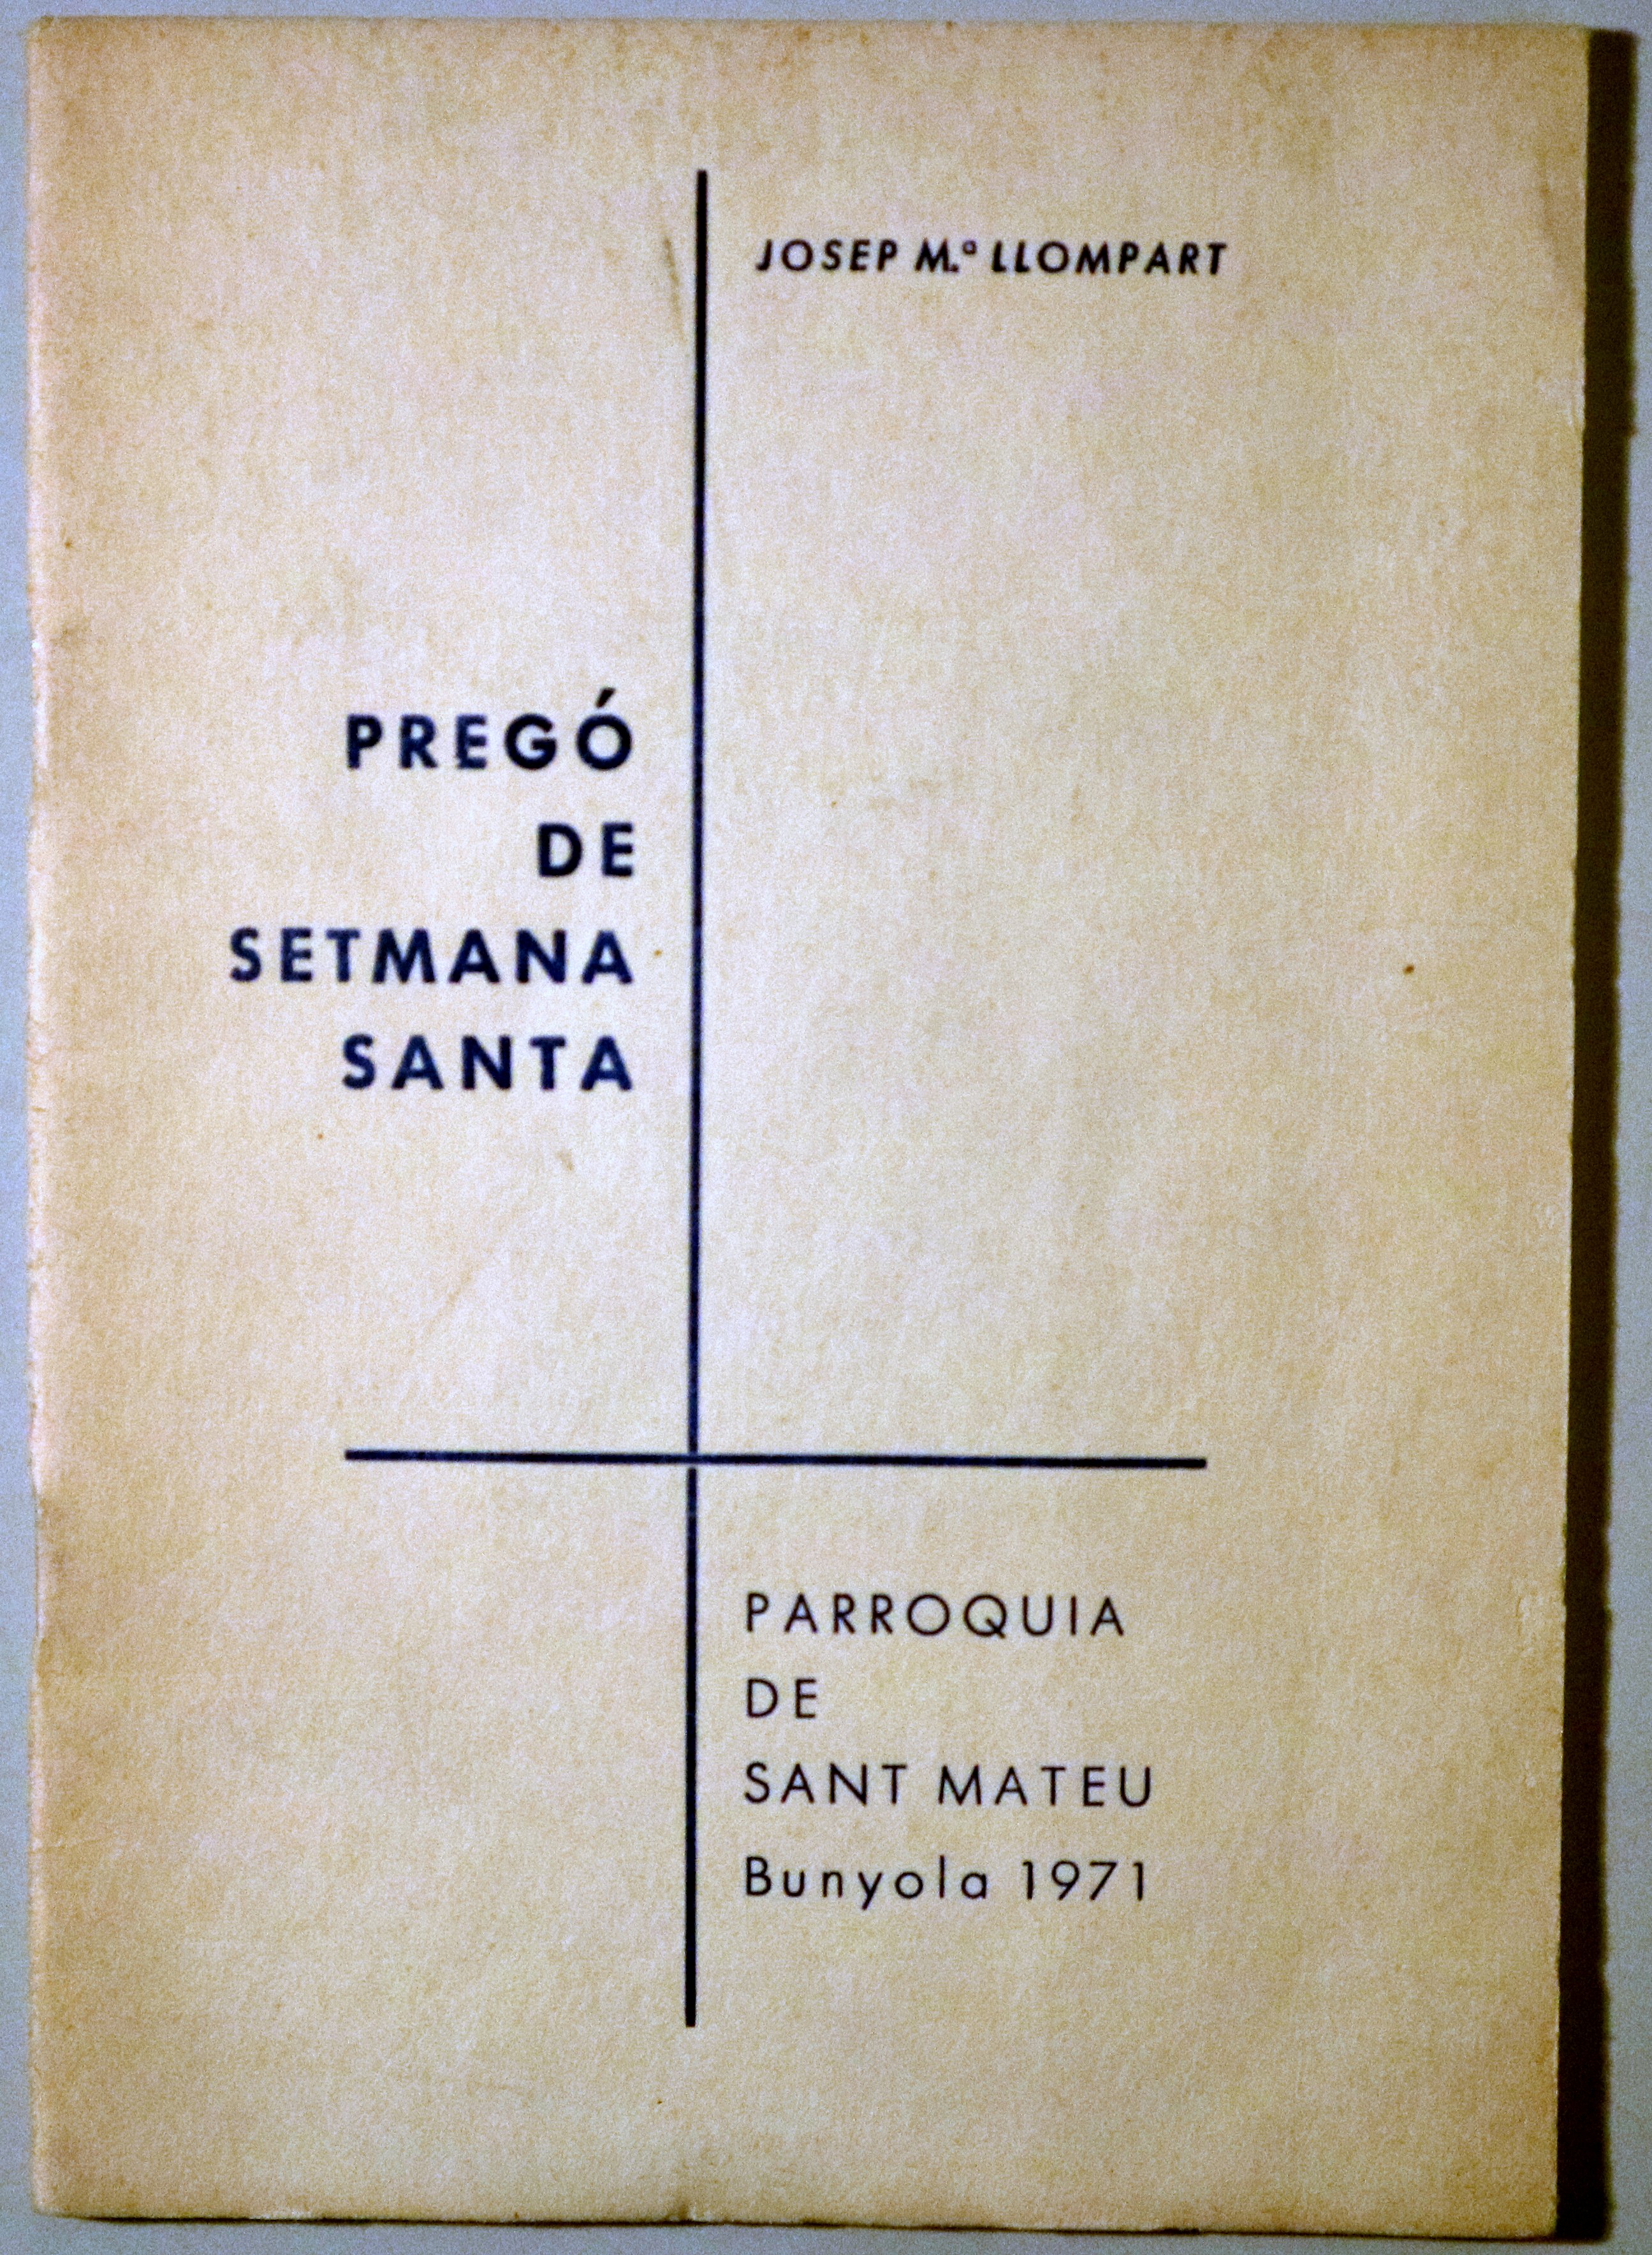 JOSEP M.ª LLOMPART
PREGÓ
DE
SETMANA
SANTA
PARROQUIA
DE
SANT MATEU
Bunyola 1971